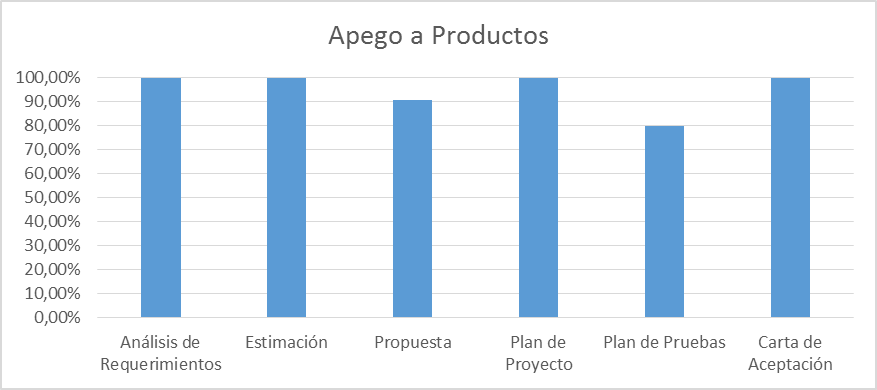 Apego a Productos
100,00%
90,00%
80,00%
70,00%
60,00%
50,00%
40,00%
30,00%
20,00%
10,00%
0,00%
Análisis de
Requerimientos
Estimación
Propuesta
Plan de
Proyecto
Plan de Pruebas
Carta de
Aceptación